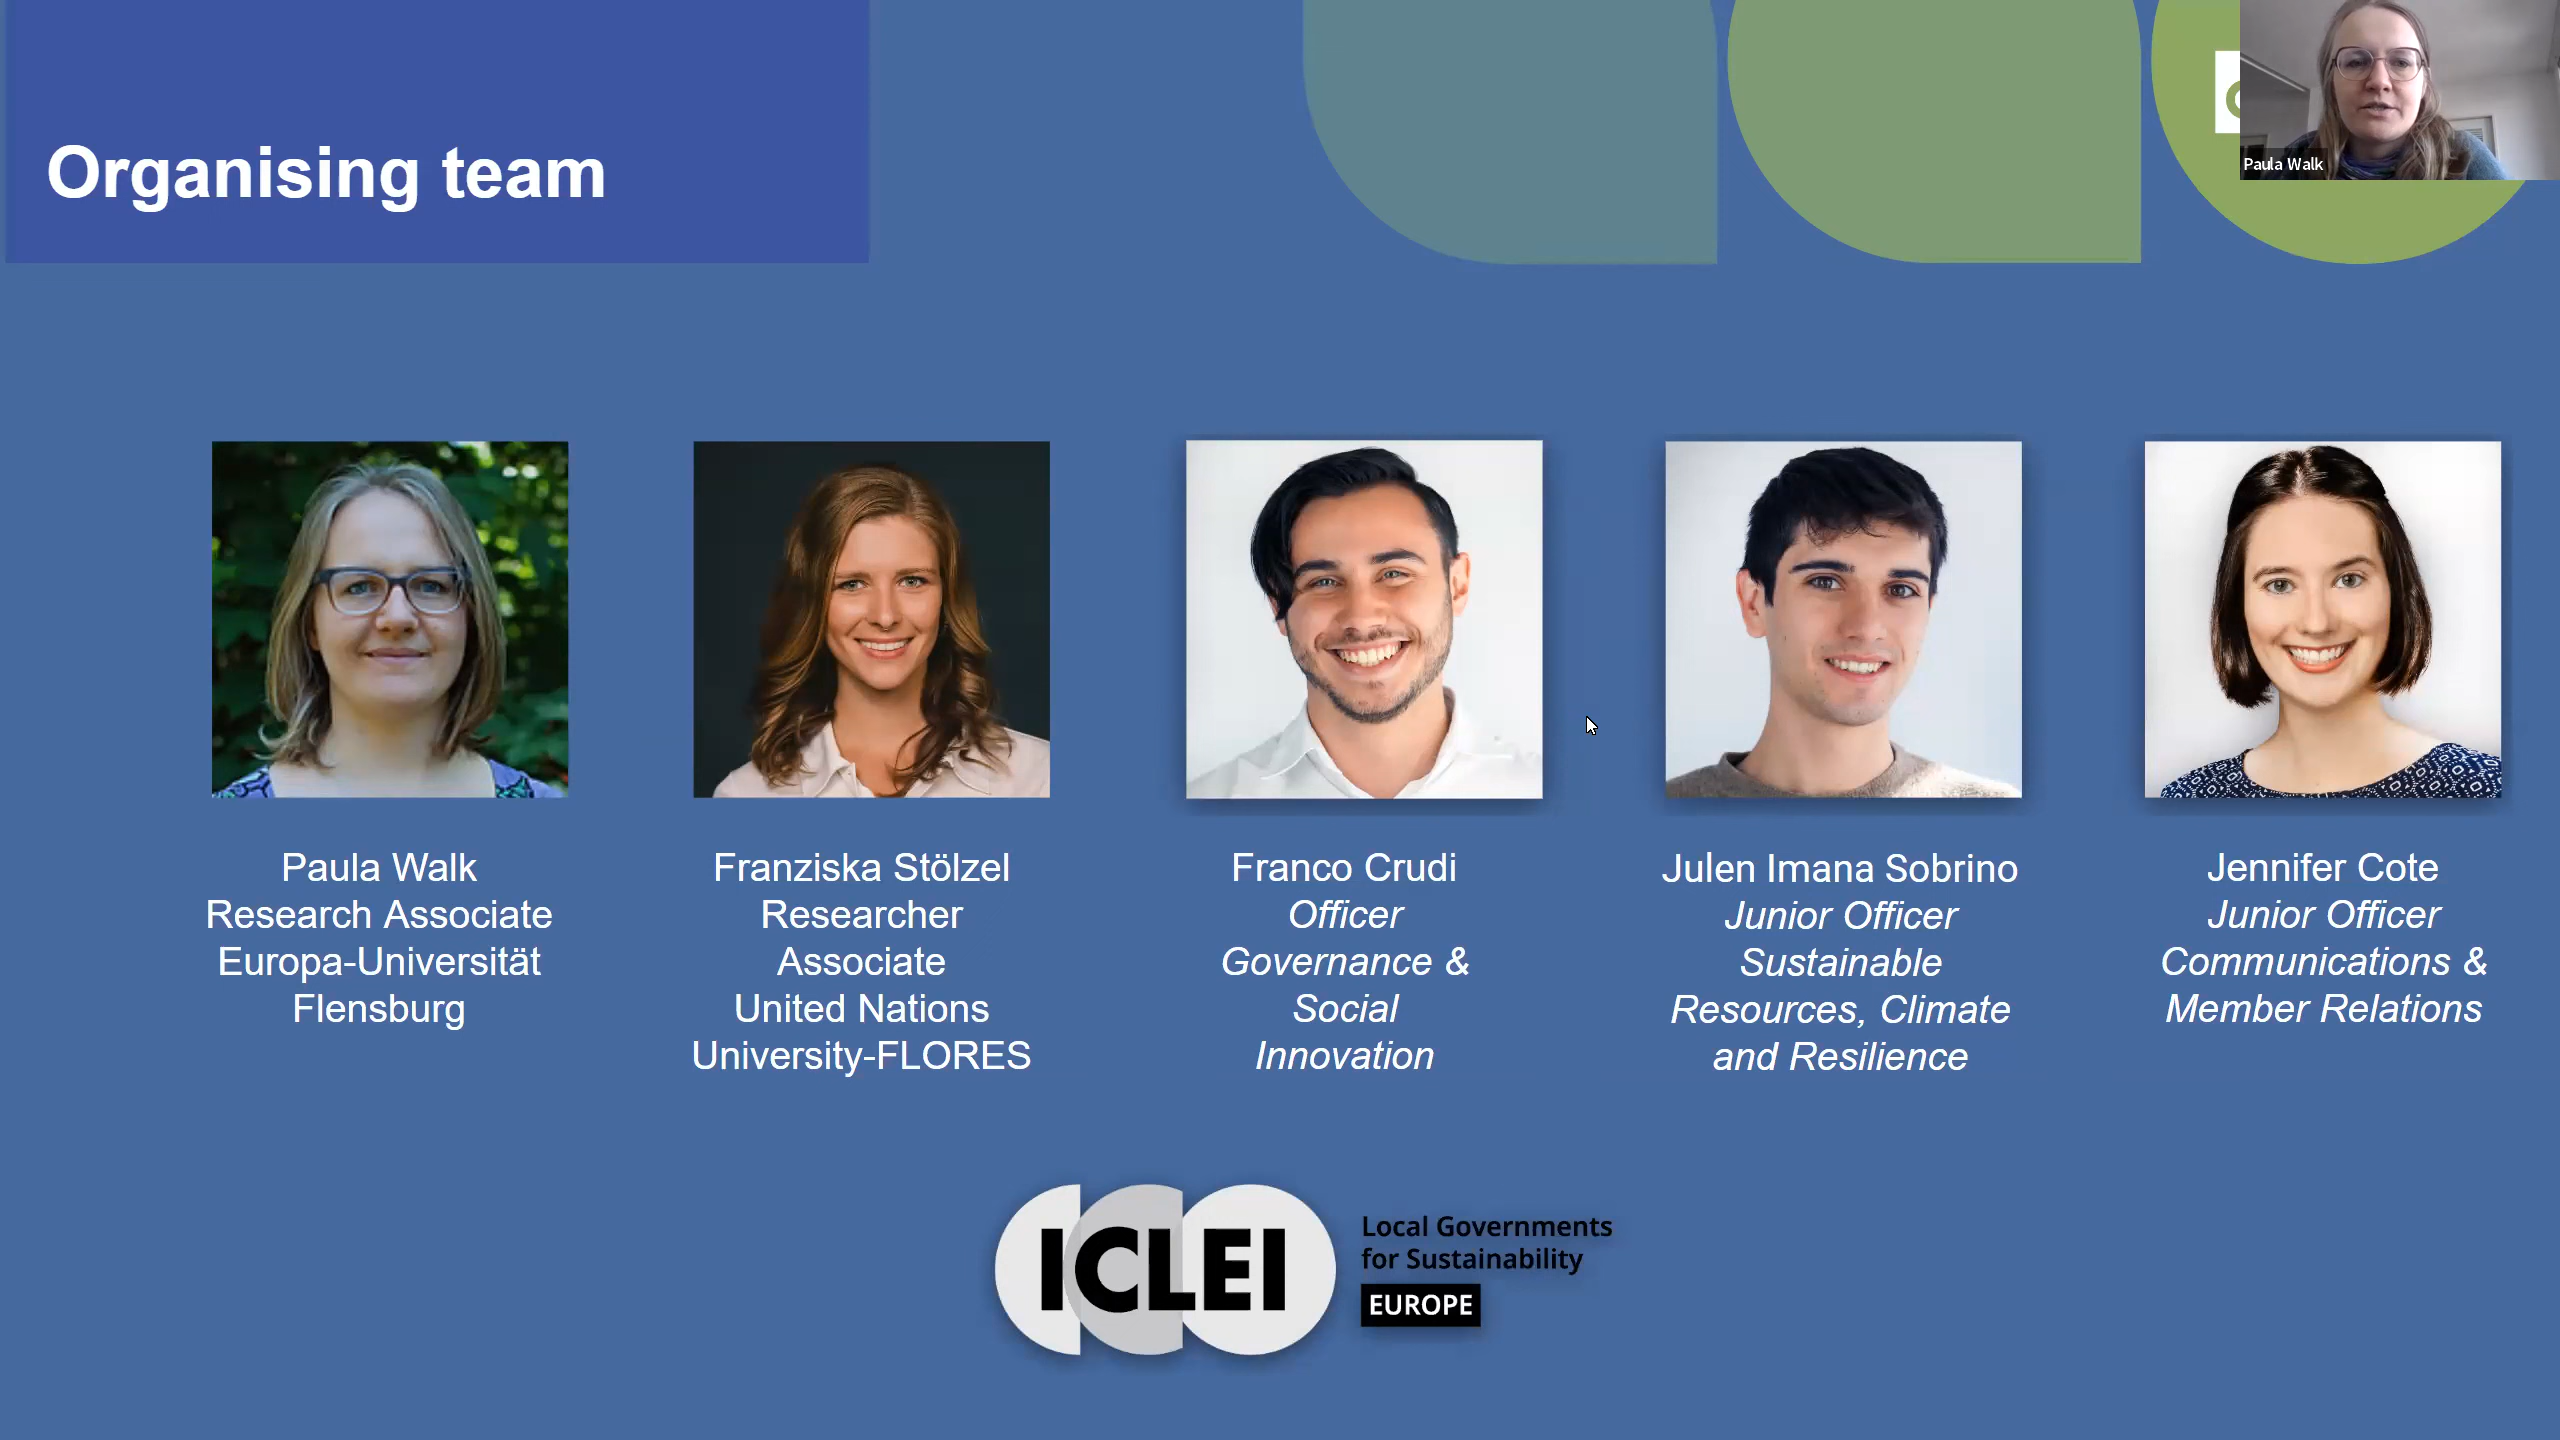 Organising team
Paula Walk
Paula Walk
Research Associate
Europa-Universität
Flensburg
Franziska Stölzel
Researcher
Associate
United Nations
University-FLORES
Franco Crudi
Officer
Governance &
Social
Innovation
Julen Imana Sobrino
Junior Officer
Sustainable
Resources, Climate
and Resilience
Jennifer Cote
Junior Officer
Communications &
Member Relations
ICLEI
Local Governments
for Sustainability
EUROPE